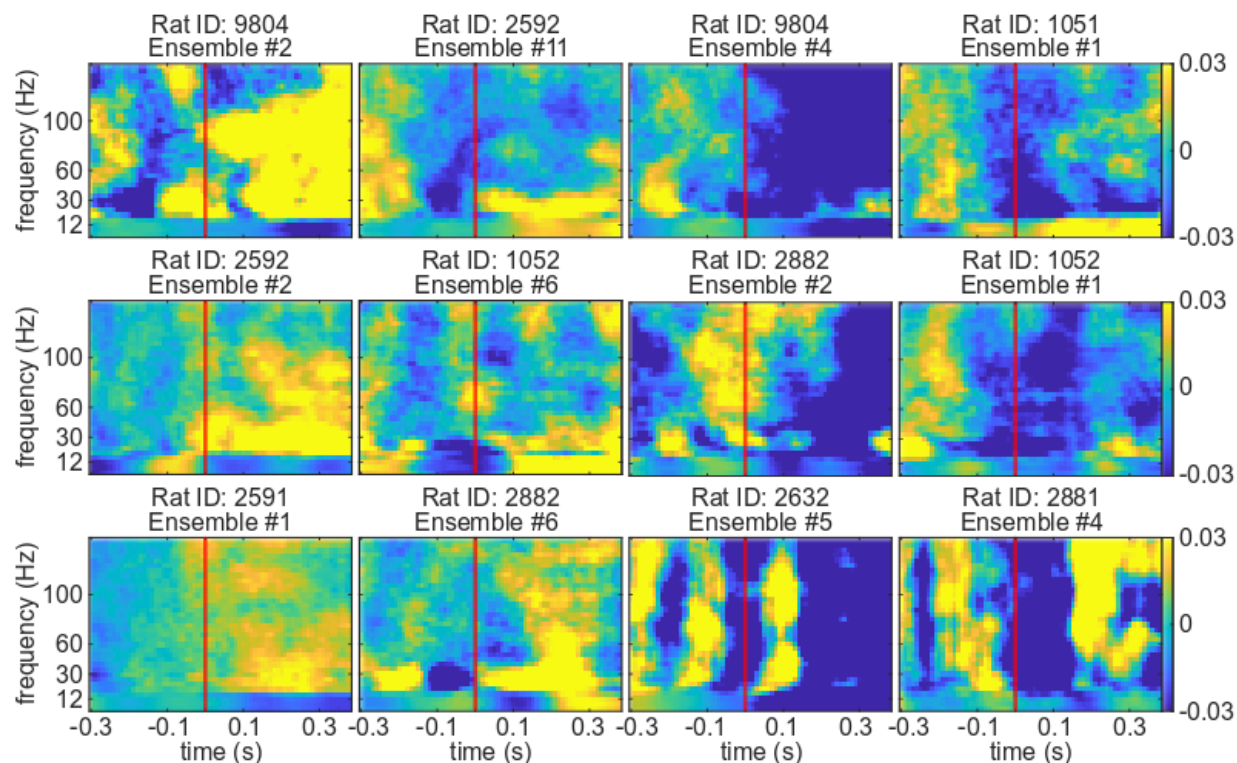 Rat ID: 9804 Rat ID: 2592 Rat ID: 9804 Rat ID: 1051
Ensemble #2 Ensemble #11 Ensemble #4 Ensemble #1
frequency (Hz)
100
60
30
12
0.03
0
-0.03
-0.3 -0.1 0.1 0.3
Rat ID: 2592 Rat ID: 1052 Rat ID: 2882 Rat ID: 1052
Ensemble #2 Ensemble #6 Ensemble #2 Ensemble #1
frequency (Hz)
100
60
30
12
0.03
0
-0.03
Rat ID: 2591 Rat ID: 2882 Rat ID: 2632 Rat ID: 2881
Ensemble #1 Ensemble #6 Ensemble #5 Ensemble #4
frequency (Hz)
100
60
30
12
0.03
0
-0.03
-0.3 -0.1 0.1 0.3 -0.1 0.1 0.3 -0.1 0.1 0.3 -0.1 0.1 0.3
time (s) time (s) time (s) time (s)